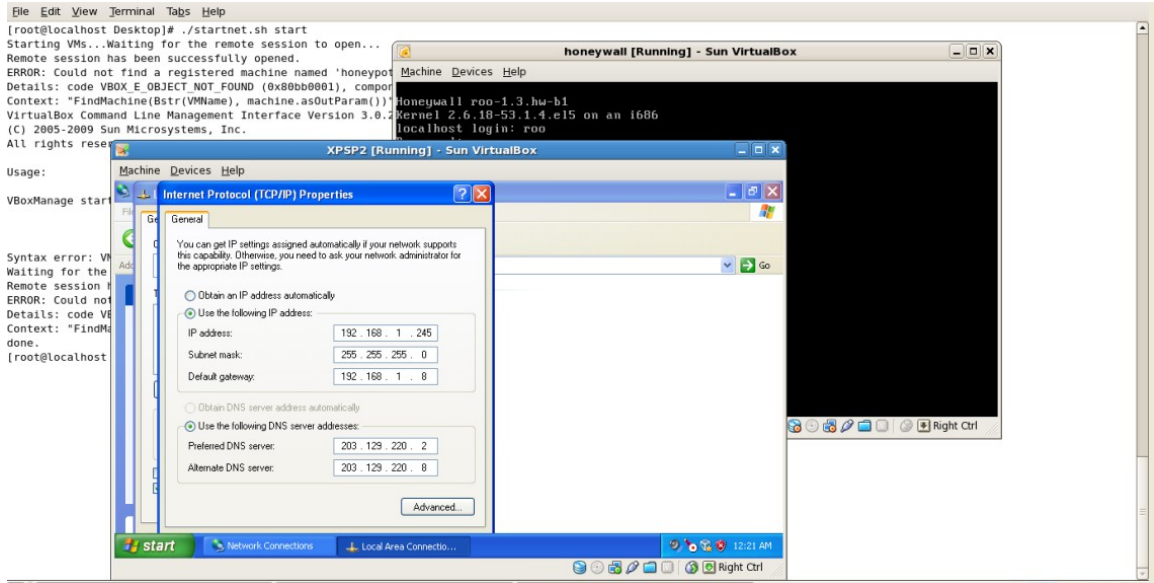 File Edit View Terminal Tabs Help
[root@localhost Desktop]# ./startnet.sh start
Starting VMs...Waiting for the remote session to open...
Remote session has been successfully opened.
ERROR: Could not find a registered machine named 'honeypot
Details: code VBOX_E_OBJECT_NOT_FOUND (0x80bb0001), compor
Context: "FindMachine(Bstr(VMName), machine.asOutParam())"
VirtualBox Command Line Management Interface Version 3.0.2
(C) 2005-2009 Sun Microsystems, Inc.
All rights reser
Usage:
VBoxManage start
Syntax error: VM
Waiting for the
Remote session h
ERROR: Could not
Details: code VB
Context: "FindMa
done.
[root@localhost
honeywall [Running] - Sun VirtualBox
Machine Devices Help
Honeywall roo-1.3.hw-b1
Kernel 2.6.18-53.1.4.el5 on an i686
localhost login: roo
Right Ctrl
XPSP2 [Running] - Sun VirtualBox
Machine Devices Help
Internet Protocol (TCP/IP) Properties
General
You can get IP settings assigned automatically if your network supports
this capability. Otherwise, you need to ask your network administrator for
the appropriate IP settings.
Obtain an IP address automatically
Use the following IP address:
IP address: 192 . 168 . 1 . 245
Subnet mask: 255 . 255 . 255 . 0
Default gateway: 192 . 168 . 1 . 8
Obtain DNS server address automatically
Use the following DNS server addresses:
Preferred DNS server: 203 . 129 . 220 . 2
Alternate DNS server: 203 . 129 . 220 . 8
Advanced...
Go
start Network Connections Local Area Connectio... 12:21 AM
Right Ctrl